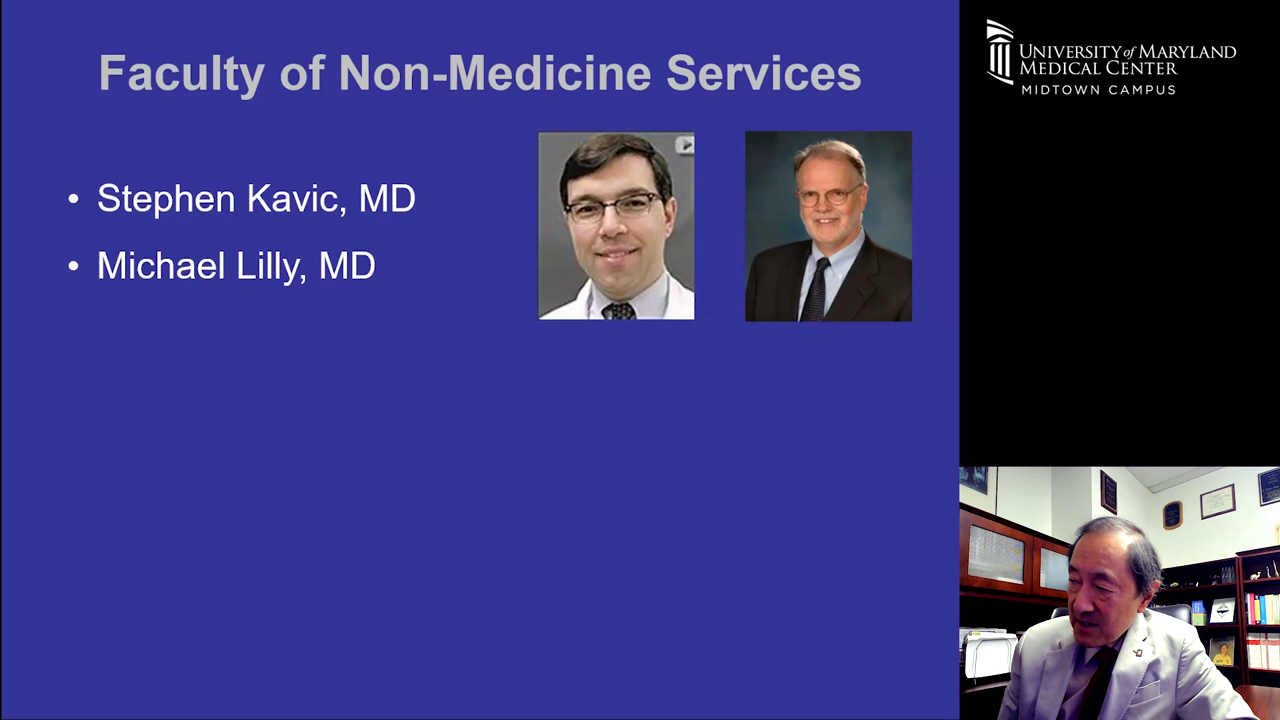 Faculty of Non-Medicine Services
• Stephen Kavic, MD
• Michael Lilly, MD
UNIVERSITY of MARYLAND
MEDICAL CENTER
MIDTOWN CAMPUS